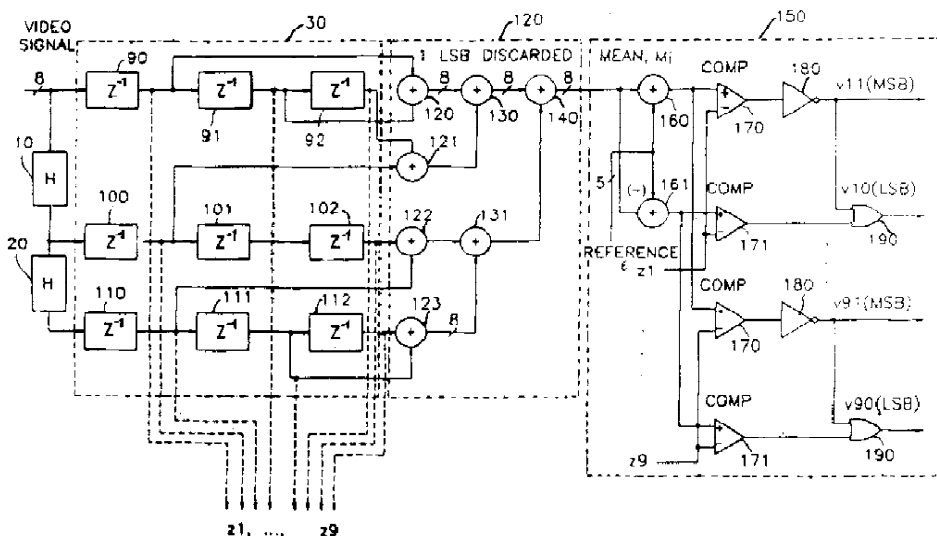 30
120
150
VIDEO
SIGNAL
90
1 LSB DISCARDED
MEAN, Mi
COMP
180
v11(MSB)
8
Z⁻¹
Z⁻¹
Z⁻¹
8
8
8
+
+
+
+
+
-
91
92
120
130
140
160
170
10
H
+
121
5
(-)
161
COMP
v10(LSB)
100
101
102
122
131
Z⁻¹
Z⁻¹
Z⁻¹
+
+
+
+
-
171
190
20
H
REFERENCE
ε
z1
COMP
180
v91(MSB)
110
111
112
123
Z⁻¹
Z⁻¹
Z⁻¹
+
8
+
-
170
COMP
v90(LSB)
+
-
171
190
z9
z1, ....,
z9